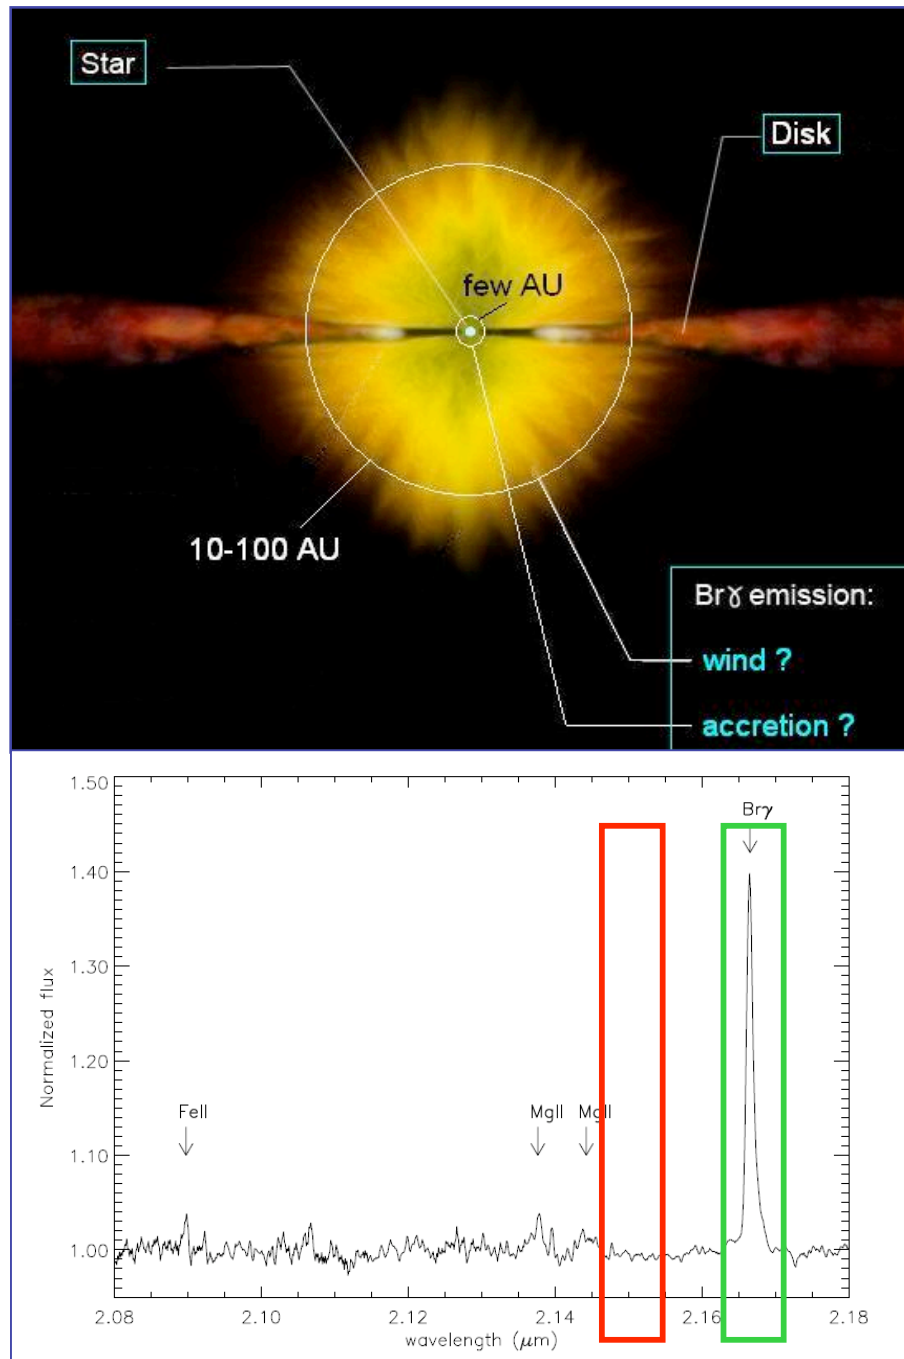 Star
Disk
few AU
10-100 AU
Brɣ emission:
wind ?
accretion ?
1.50
Brγ
1.40
1.30
1.20
1.10
1.00
Normalized flux
FeII
MgII
MgII
2.08
2.10
2.12
2.14
2.16
2.18
wavelength (μm)